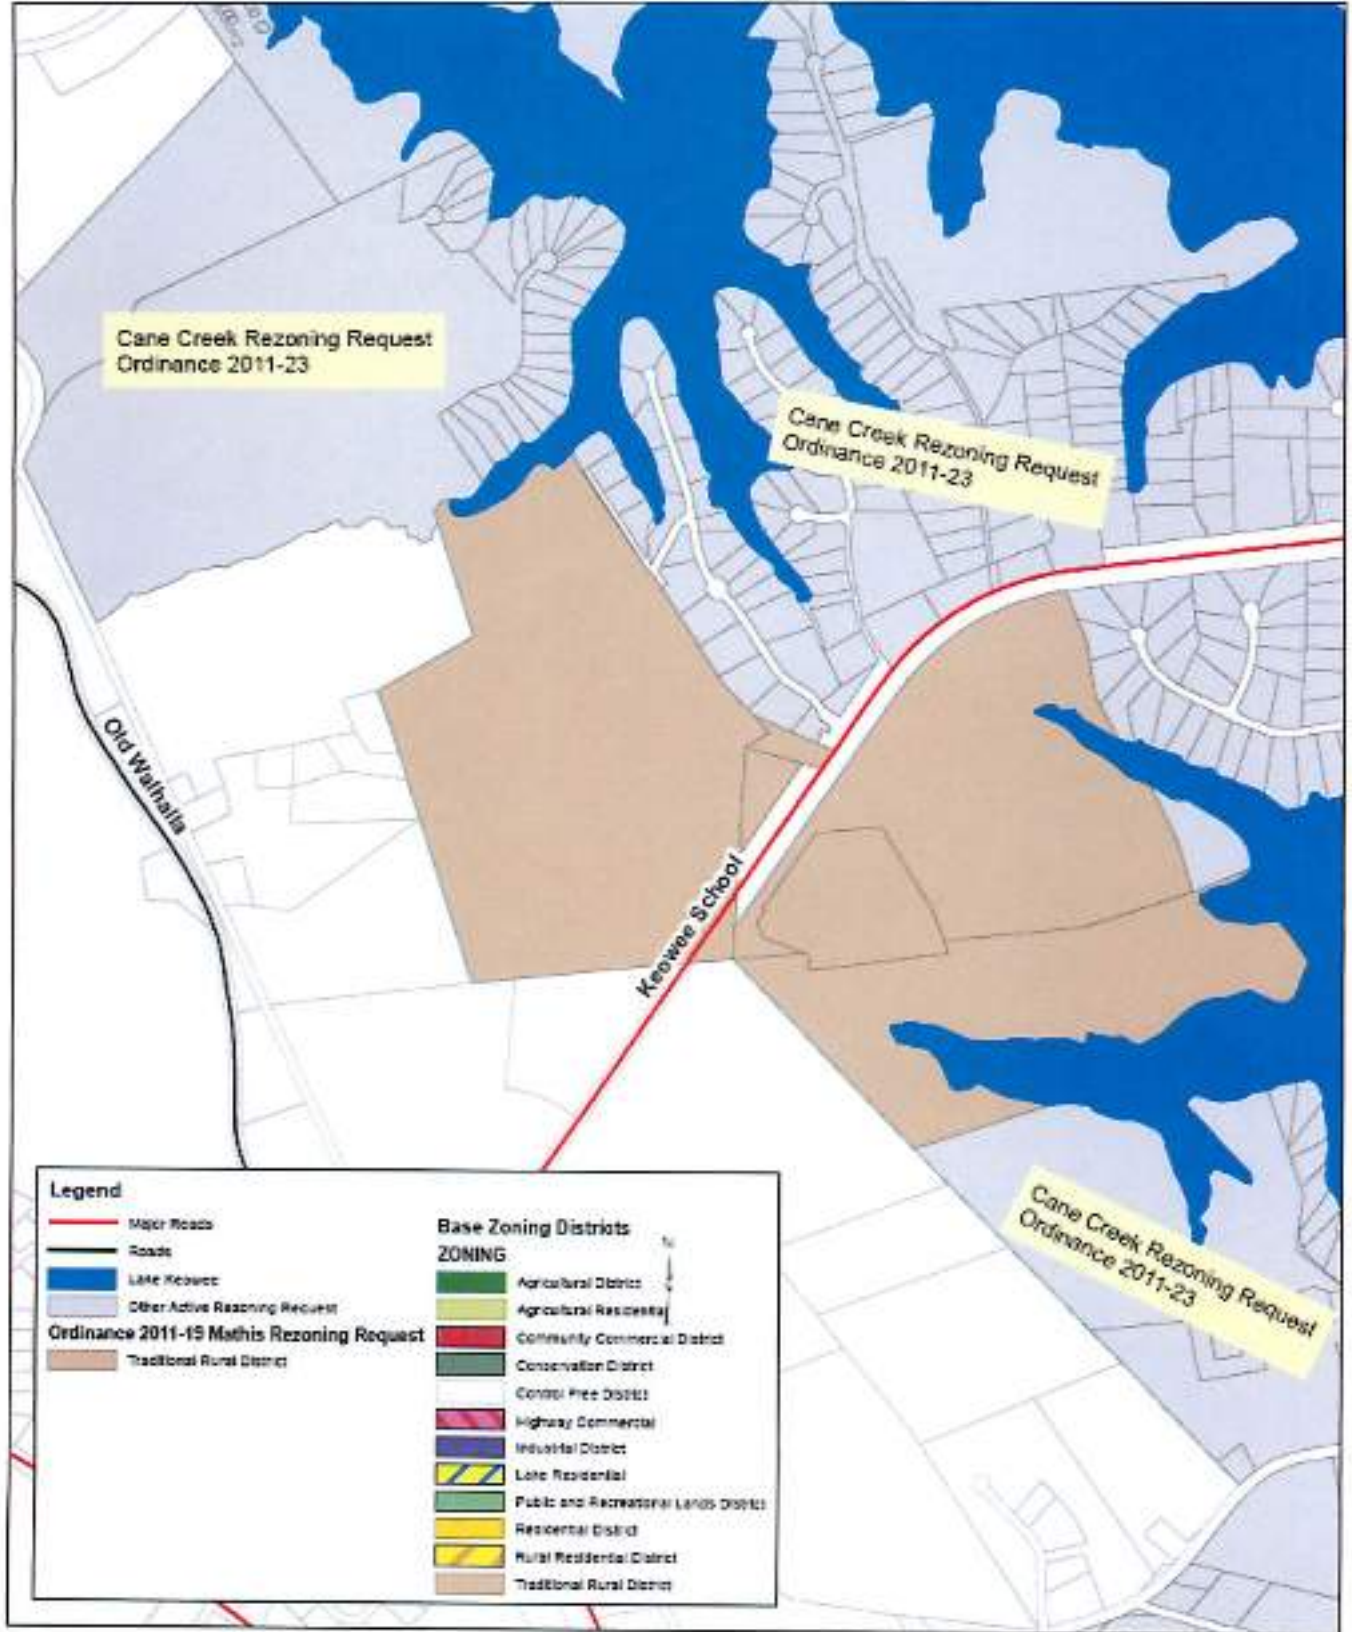 Cane Creek Rezoning Request
Ordinance 2011-23
Cane Creek Rezoning Request
Ordinance 2011-23
Old Walhalla
Keowee School
Cane Creek Rezoning Request
Ordinance 2011-23
Legend
Major Roads
Roads
Lake Keowee
Other Active Rezoning Request
Ordinance 2011-19 Mathis Rezoning Request
Traditional Rural District
Base Zoning Districts
ZONING
N
Agricultural District
Agricultural Residential
Community Commercial District
Conservation District
Control Free District
Highway Commercial
Industrial District
Lake Residential
Public and Recreational Lands District
Residential District
Rural Residential District
Traditional Rural District